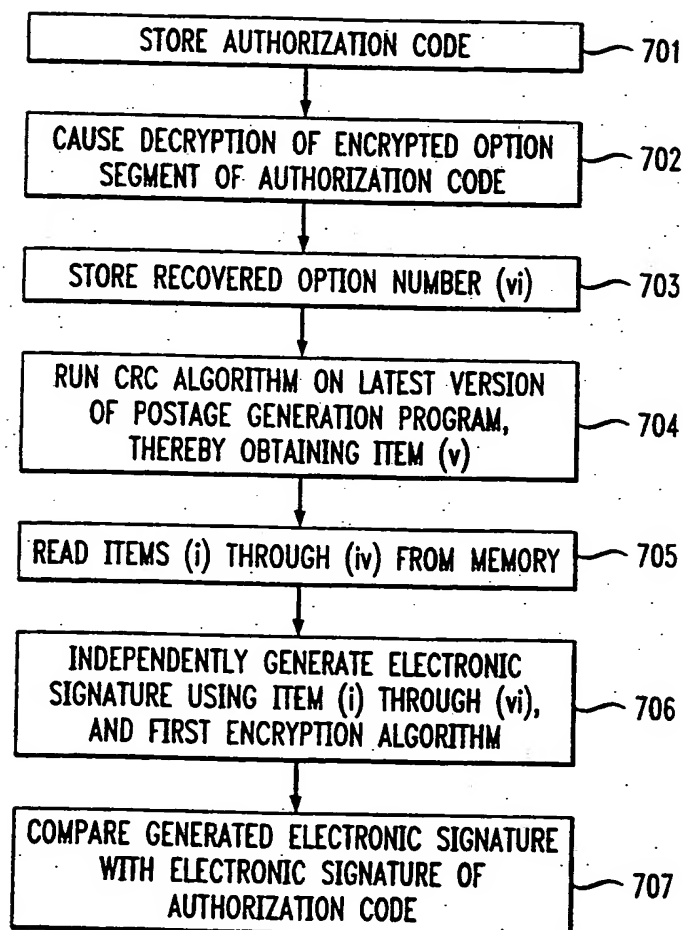 STORE AUTHORIZATION CODE
701
CAUSE DECRYPTION OF ENCRYPTED OPTION
SEGMENT OF AUTHORIZATION CODE
702
STORE RECOVERED OPTION NUMBER (vi)
703
RUN CRC ALGORITHM ON LATEST VERSION
OF POSTAGE GENERATION PROGRAM,
THEREBY OBTAINING ITEM (v)
704
READ ITEMS (i) THROUGH (iv) FROM MEMORY
705
INDEPENDENTLY GENERATE ELECTRONIC
SIGNATURE USING ITEM (i) THROUGH (vi),
AND FIRST ENCRYPTION ALGORITHM
706
COMPARE GENERATED ELECTRONIC SIGNATURE
WITH ELECTRONIC SIGNATURE OF
AUTHORIZATION CODE
707